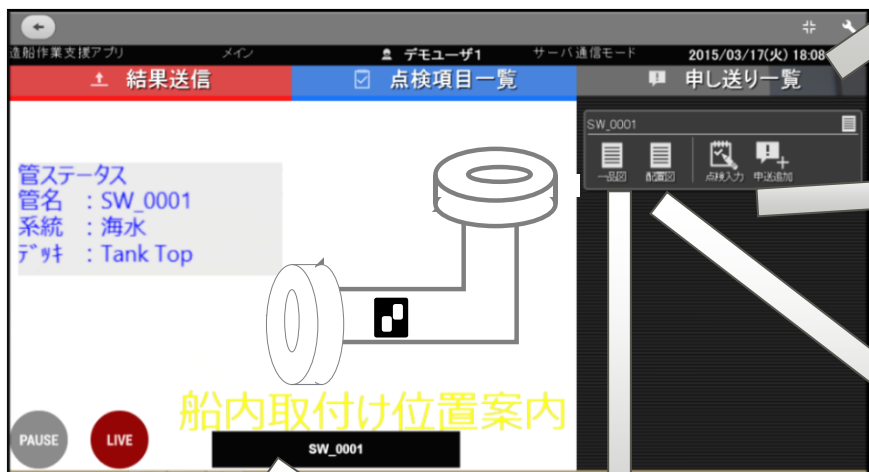 造船作業支援アプリ メイン デモユーザ1 サーバ通信モード 2015/03/17(火) 18:08
結果送信 点検項目一覧 申し送り一覧
SW_0001
一品図 配置図 点検入力 申送追加
管ステータス
管名 : SW_0001
系統 : 海水
ﾃﾞｯｷ : Tank Top
船内取付け位置案内
PAUSE LIVE SW_0001